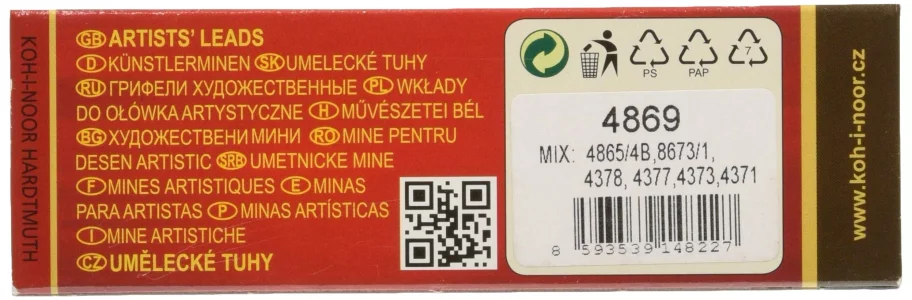 KOH-I-NOOR HARDTMUTH
GB ARTISTS' LEADS
D KÜNSTLERMINEN SK UMELECKÉ TUHY
RU ГРИФЕЛИ ХУДОЖЕСТВЕННЫЕ PL WKŁADY
DO OŁÓWKA ARTYSTYCZNE H MŰVÉSZETEI BÉL
BG ХУДОЖЕСТВЕНИ МИНИ RO MINE PENTRU
DESEN ARTISTIC SRB UMETNICKE MINE
F MINES ARTISTIQUES E MINAS
PARA ARTISTAS P MINAS ARTÍSTICAS
I MINE ARTISTICHE
CZ UMĚLECKÉ TUHY
PS PAP 7
4869
MIX: 4865/4B,8673/1,
4378, 4377,4373,4371
8 593539 148227
www.koh-i-noor.cz